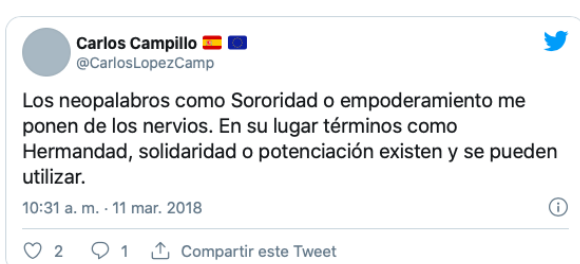 Carlos Campillo 🇪🇸 🇪🇺
@CarlosLopezCamp
Los neopalabros como Sororidad o empoderamiento me
ponen de los nervios. En su lugar términos como
Hermandad, solidaridad o potenciación existen y se pueden
utilizar.
10:31 a. m. · 11 mar. 2018
2 1 Compartir este Tweet